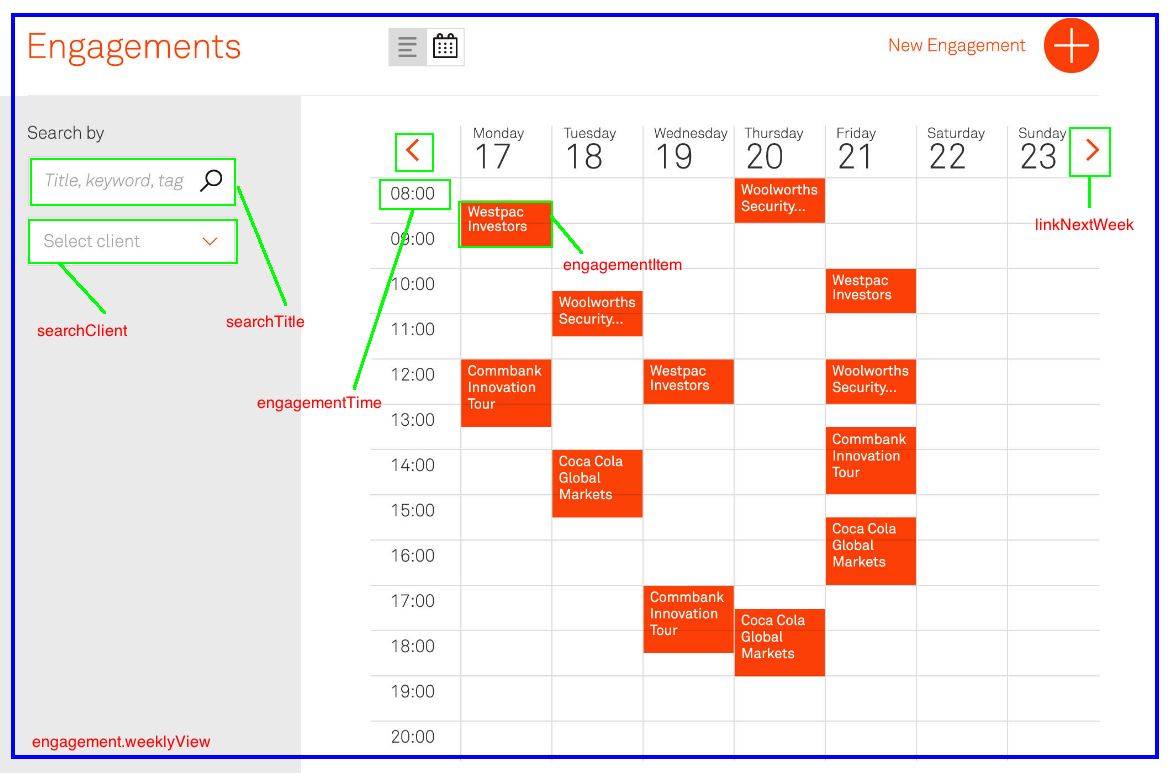 Engagements
New Engagement
Search by
Title, keyword, tag
Select client
searchClient
searchTitle
engagementTime
engagement.weeklyView
Monday
17
Tuesday
18
Wednesday
19
Thursday
20
Friday
21
Saturday
22
Sunday
23
linkNextWeek
08:00
Woolworths
Security...
Westpac
Investors
09:00
engagementItem
10:00
Westpac
Investors
Woolworths
Security...
11:00
12:00
Commbank
Innovation
Tour
Westpac
Investors
Woolworths
Security...
13:00
Commbank
Innovation
Tour
14:00
Coca Cola
Global
Markets
15:00
Coca Cola
Global
Markets
16:00
17:00
Commbank
Innovation
Tour
Coca Cola
Global
Markets
18:00
19:00
20:00